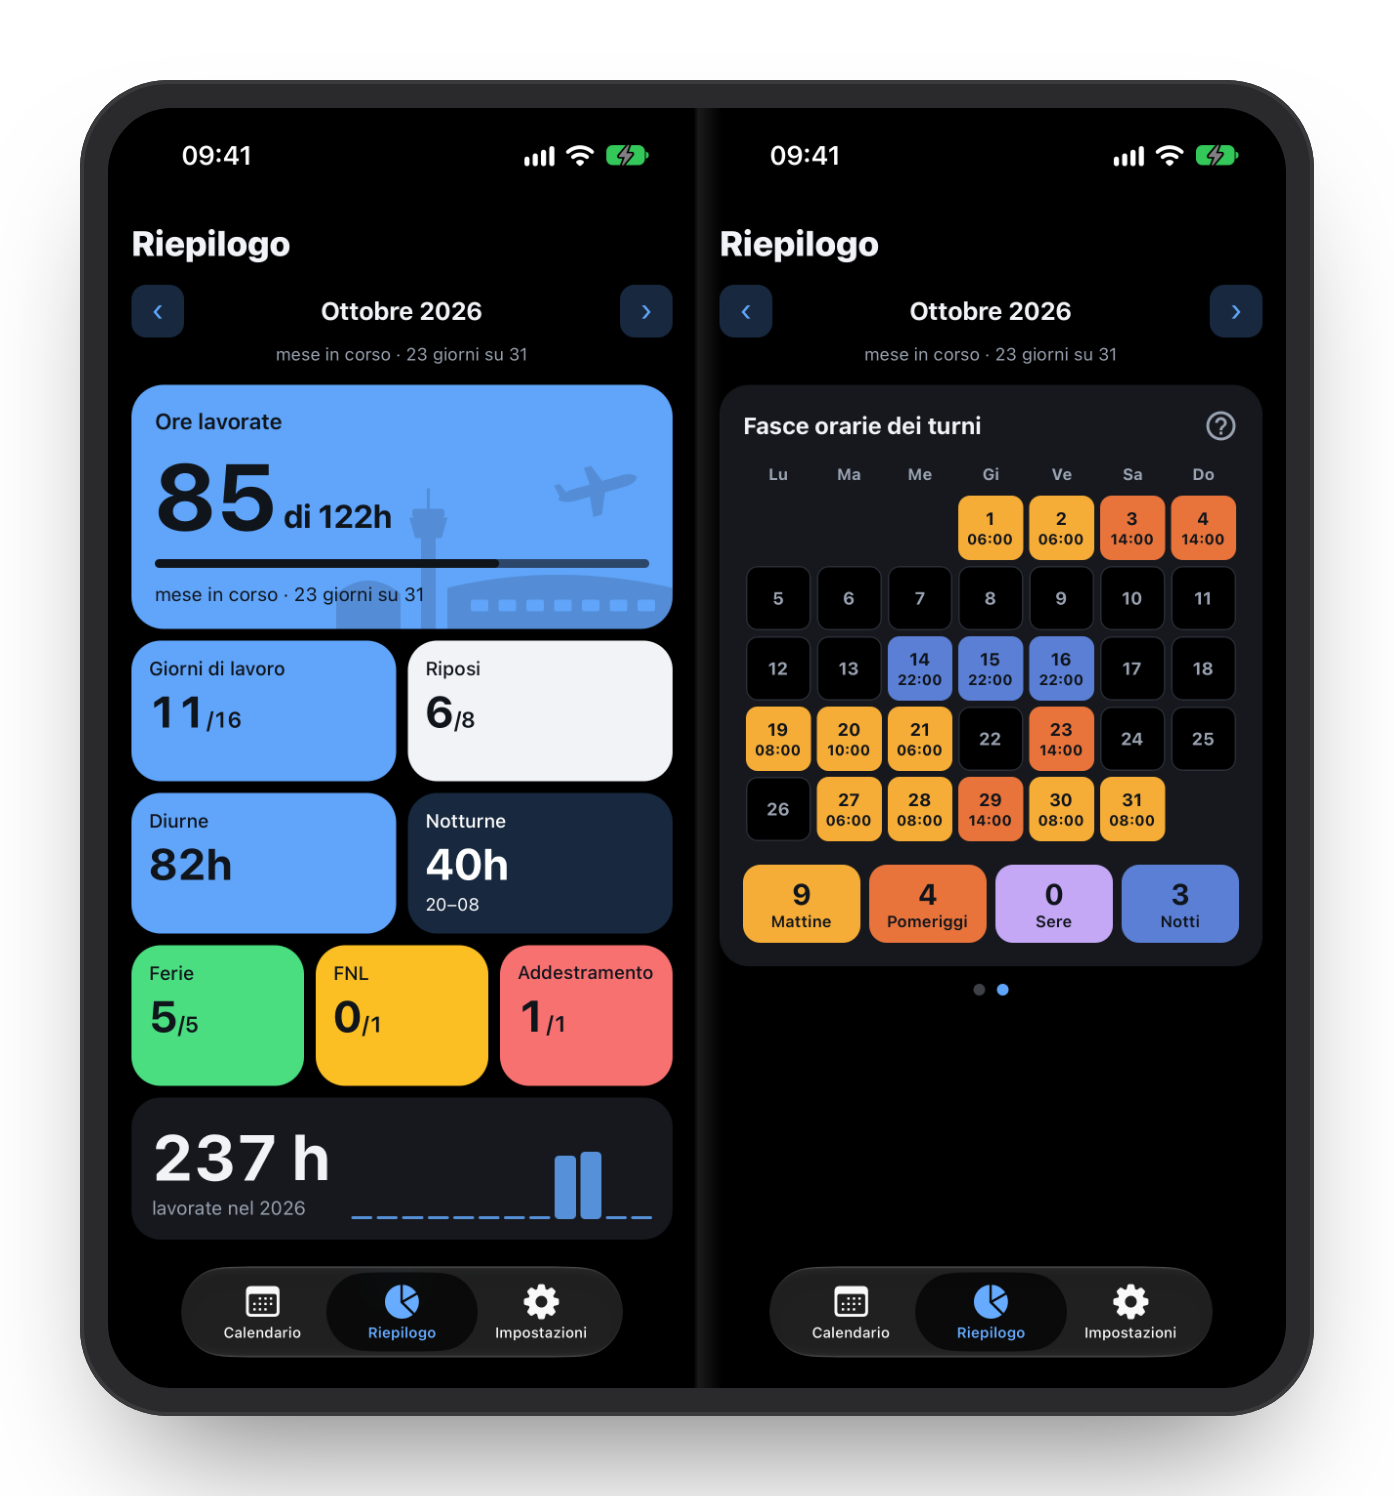 09:41
Riepilogo
‹ Ottobre 2026 ›
mese in corso · 23 giorni su 31
Ore lavorate
85 di 122h
mese in corso · 23 giorni su 31
Giorni di lavoro
11/16
Riposi
6/8
Diurne
82h
Notturne
40h
20–08
Ferie
5/5
FNL
0/1
Addestramento
1/1
237 h
lavorate nel 2026
Calendario Riepilogo Impostazioni
09:41
Riepilogo
‹ Ottobre 2026 ›
mese in corso · 23 giorni su 31
Fasce orarie dei turni ?
Lu Ma Me Gi Ve Sa Do
1 2 3 4
06:00 06:00 14:00 14:00
5 6 7 8 9 10 11
12 13 14 15 16 17 18
22:00 22:00 22:00
19 20 21 22 23 24 25
08:00 10:00 06:00 14:00
26 27 28 29 30 31
06:00 08:00 14:00 08:00 08:00
9 4 0 3
Mattine Pomeriggi Sere Notti
Calendario Riepilogo Impostazioni